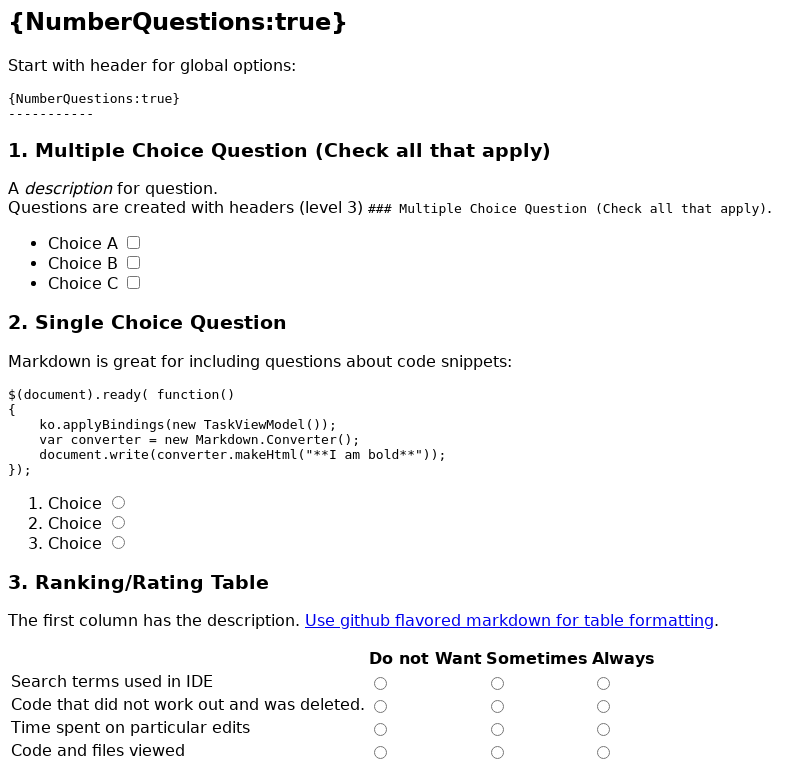 {NumberQuestions:true}
Start with header for global options:
{NumberQuestions:true}
-----------
1. Multiple Choice Question (Check all that apply)
A description for question.
Questions are created with headers (level 3) ### Multiple Choice Question (Check all that apply).
• Choice A
• Choice B
• Choice C
2. Single Choice Question
Markdown is great for including questions about code snippets:
$(document).ready( function()
{
    ko.applyBindings(new TaskViewModel());
    var converter = new Markdown.Converter();
    document.write(converter.makeHtml("**I am bold**"));
});
1. Choice
2. Choice
3. Choice
3. Ranking/Rating Table
The first column has the description. Use github flavored markdown for table formatting.
Do not Want Sometimes Always
Search terms used in IDE
Code that did not work out and was deleted.
Time spent on particular edits
Code and files viewed